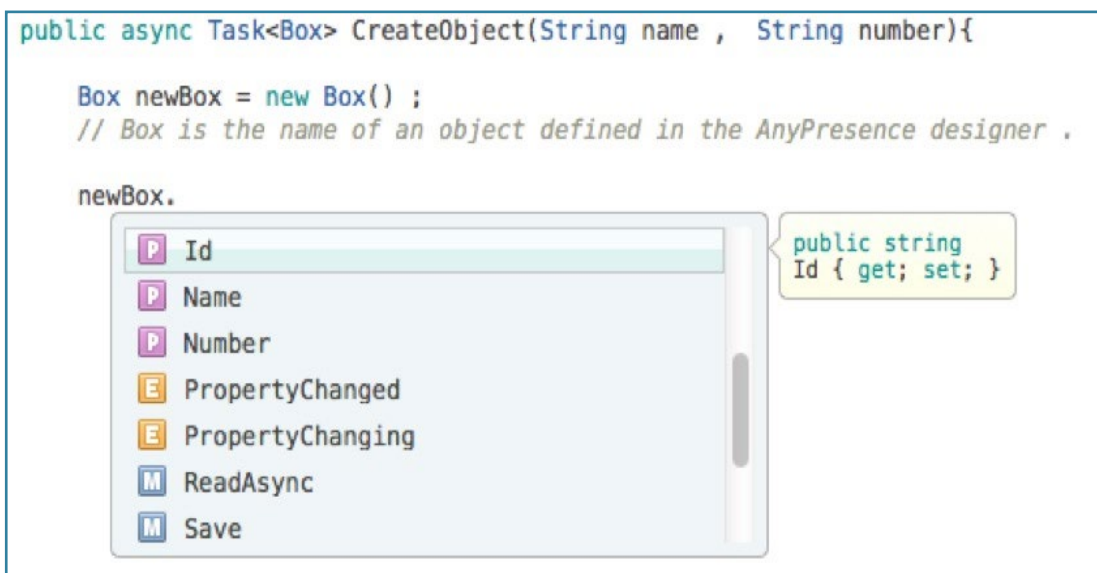 public async Task<Box> CreateObject(String name ,  String number){
Box newBox = new Box() ;
// Box is the name of an object defined in the AnyPresence designer .
newBox.
P Id
public string
Id { get; set; }
P Name
P Number
E PropertyChanged
E PropertyChanging
M ReadAsync
M Save